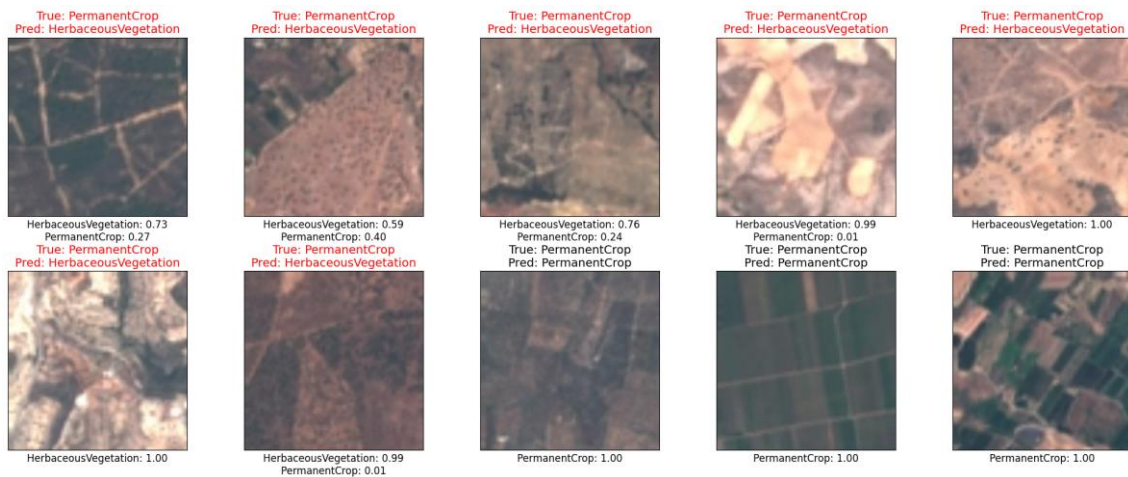 True: PermanentCrop
Pred: HerbaceousVegetation
True: PermanentCrop
Pred: HerbaceousVegetation
True: PermanentCrop
Pred: HerbaceousVegetation
True: PermanentCrop
Pred: HerbaceousVegetation
True: PermanentCrop
Pred: HerbaceousVegetation
HerbaceousVegetation: 0.73
PermanentCrop: 0.27
HerbaceousVegetation: 0.59
PermanentCrop: 0.40
HerbaceousVegetation: 0.76
PermanentCrop: 0.24
HerbaceousVegetation: 0.99
PermanentCrop: 0.01
HerbaceousVegetation: 1.00
True: PermanentCrop
Pred: HerbaceousVegetation
True: PermanentCrop
Pred: HerbaceousVegetation
True: PermanentCrop
Pred: PermanentCrop
True: PermanentCrop
Pred: PermanentCrop
True: PermanentCrop
Pred: PermanentCrop
HerbaceousVegetation: 1.00
HerbaceousVegetation: 0.99
PermanentCrop: 0.01
PermanentCrop: 1.00
PermanentCrop: 1.00
PermanentCrop: 1.00